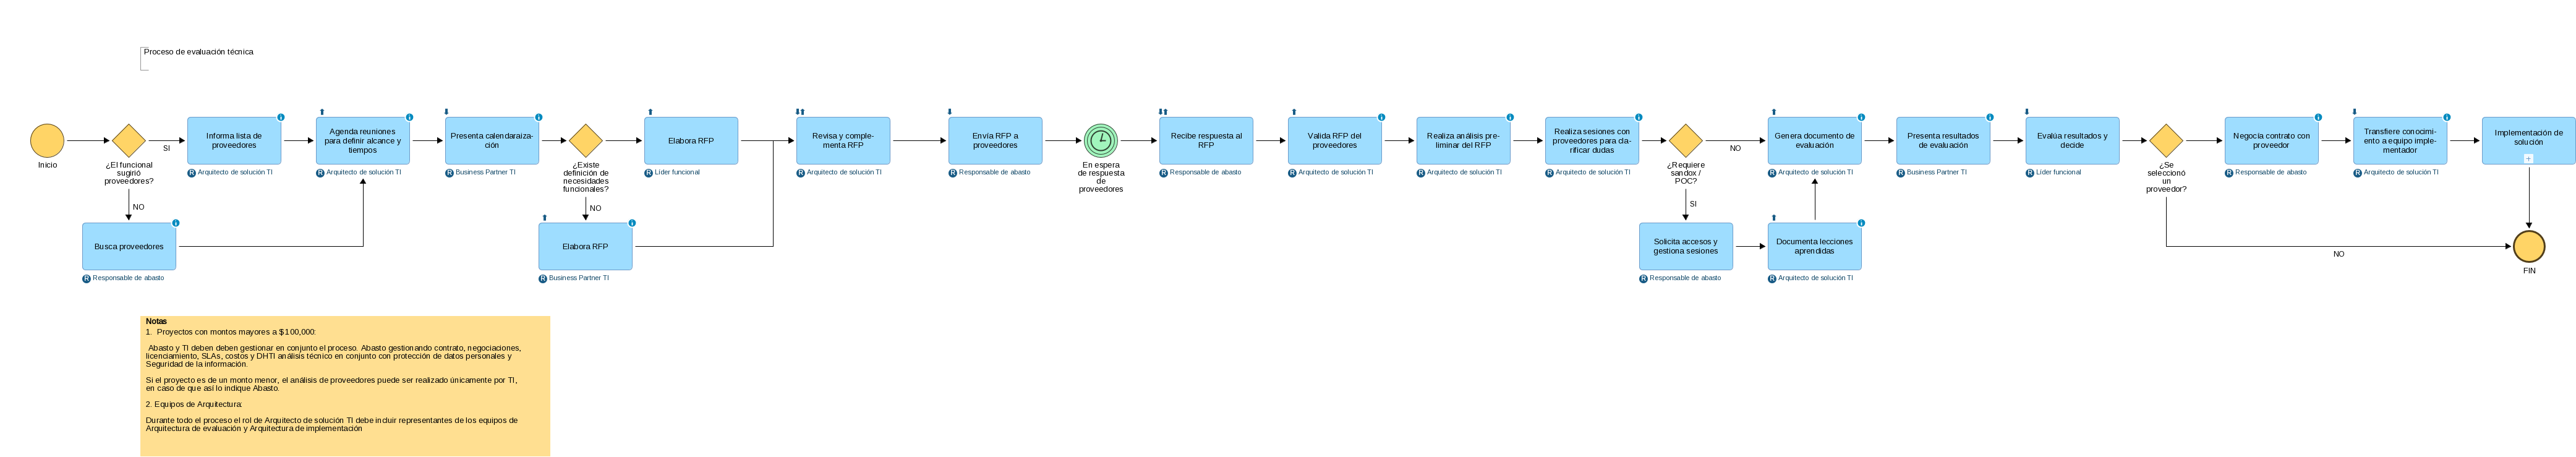 Proceso de evaluación técnica
Inicio
¿El funcional
sugirió
proveedores?
SI
NO
Informa lista de
proveedores
R Arquitecto de solución TI
Busca proveedores
R Responsable de abasto
Agenda reuniones
para definir alcance y
tiempos
R Arquitecto de solución TI
Presenta calendaraiza-
ción
R Business Partner TI
¿Existe
definición de
necesidades
funcionales?
NO
Elabora RFP
R Líder funcional
Elabora RFP
R Business Partner TI
Revisa y comple-
menta RFP
R Arquitecto de solución TI
Envía RFP a
proveedores
R Responsable de abasto
En espera
de respuesta
de
proveedores
Recibe respuesta al
RFP
R Responsable de abasto
Valida RFP del
proveedores
R Arquitecto de solución TI
Realiza análisis pre-
liminar del RFP
R Arquitecto de solución TI
Realiza sesiones con
proveedores para cla-
rificar dudas
R Arquitecto de solución TI
¿Requiere
sandox /
POC?
NO
SI
Solicita accesos y
gestiona sesiones
R Responsable de abasto
Documenta lecciones
aprendidas
R Arquitecto de solución TI
Genera documento de
evaluación
R Arquitecto de solución TI
Presenta resultados
de evaluación
R Business Partner TI
Evalúa resultados y
decide
R Líder funcional
¿Se
seleccionó
un
proveedor?
NO
Negocía contrato con
proveedor
R Responsable de abasto
Transfiere conocimi-
ento a equipo imple-
mentador
R Arquitecto de solución TI
Implementación de
solución
FIN
Notas
1. Proyectos con montos mayores a $100,000:
Abasto y TI deben deben gestionar en conjunto el proceso. Abasto gestionando contrato, negociaciones,
licenciamiento, SLAs, costos y DHTI análisis técnico en conjunto con protección de datos personales y
Seguridad de la información.
Si el proyecto es de un monto menor, el análisis de proveedores puede ser realizado únicamente por TI,
en caso de que así lo indique Abasto.
2. Equipos de Arquitectura:
Durante todo el proceso el rol de Arquitecto de solución TI debe incluir representantes de los equipos de
Arquitectura de evaluación y Arquitectura de implementación